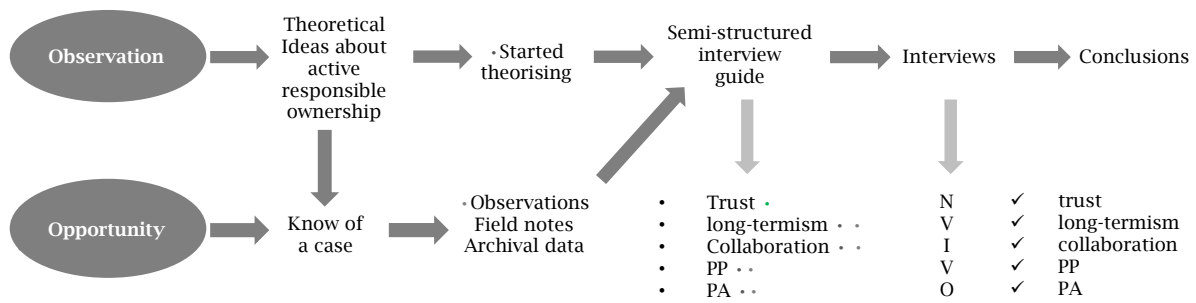 Observation
Theoretical
Ideas about
active
responsible
ownership
·Started
theorising
Semi-structured
interview
guide
Interviews
Conclusions
Opportunity
Know of
a case
·Observations
Field notes
Archival data
• Trust ·
• long-termism · ·
• Collaboration · ·
• PP · ·
• PA · ·
N
V
I
V
O
✓ trust
✓ long-termism
✓ collaboration
✓ PP
✓ PA